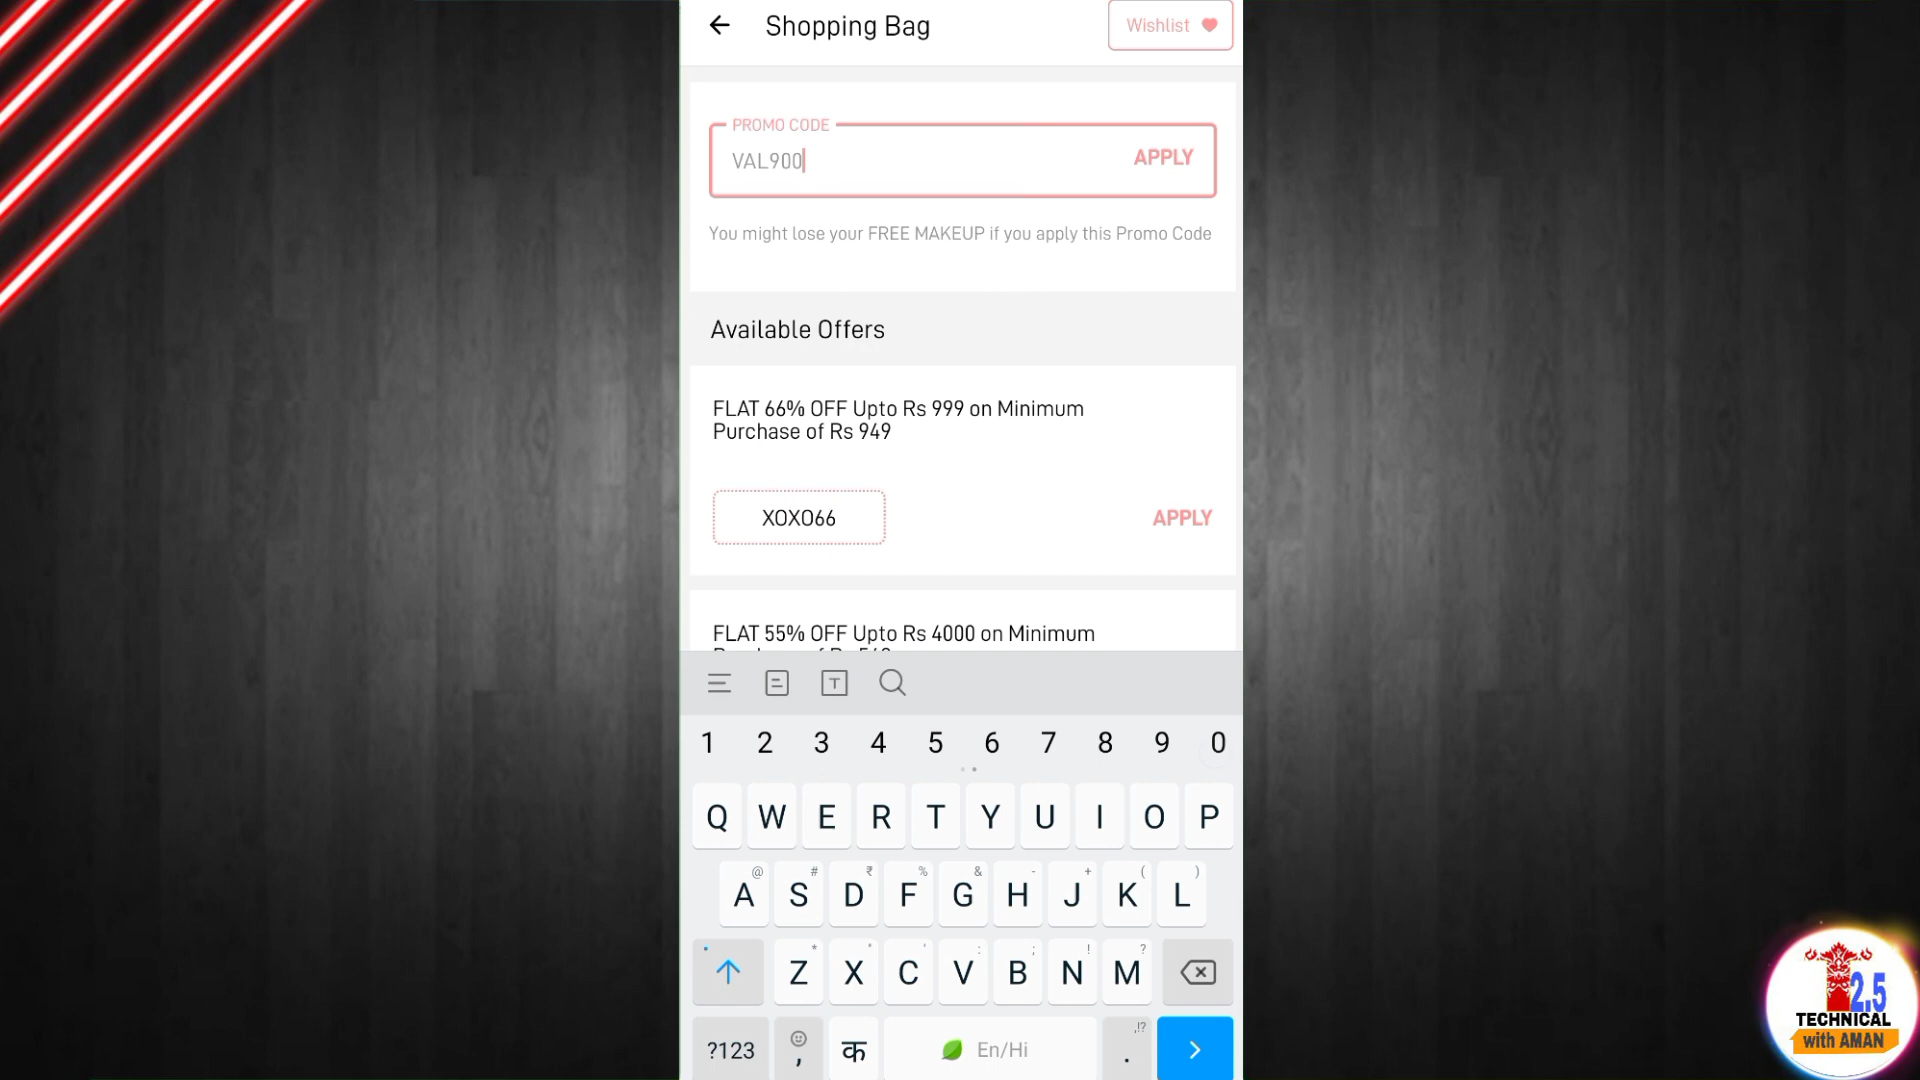 Shopping Bag
Wishlist
PROMO CODE
VAL900
APPLY
You might lose your FREE MAKEUP if you apply this Promo Code
Available Offers
FLAT 66% OFF Upto Rs 999 on Minimum
Purchase of Rs 949
XOXO66
APPLY
FLAT 55% OFF Upto Rs 4000 on Minimum
1 2 3 4 5 6 7 8 9 0
Q W E R T Y U I O P
@ # ₹ % & - + ( )
A S D F G H J K L
Z X C V B N M
?123 , क En/Hi . ,!?
2.5
TECHNICAL
with AMAN